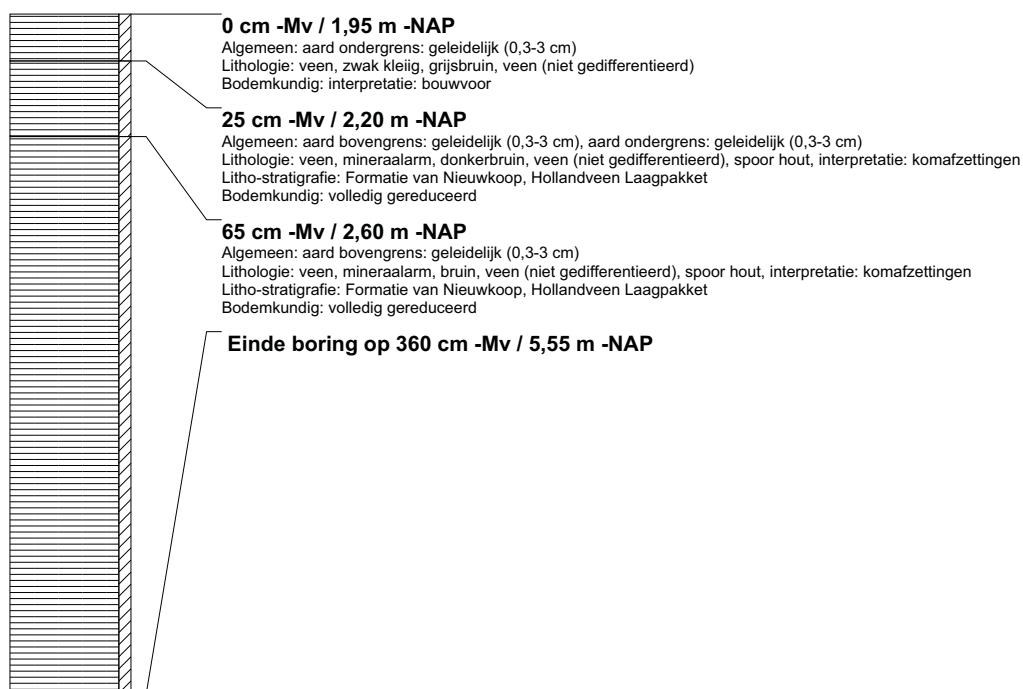 0 cm -Mv / 1,95 m -NAP
Algemeen: aard ondergrens: geleidelijk (0,3-3 cm)
Lithologie: veen, zwak kleiig, grijsbruin, veen (niet gedifferentieerd)
Bodemkundig: interpretatie: bouwvoor
25 cm -Mv / 2,20 m -NAP
Algemeen: aard bovengrens: geleidelijk (0,3-3 cm), aard ondergrens: geleidelijk (0,3-3 cm)
Lithologie: veen, mineraalarm, donkerbruin, veen (niet gedifferentieerd), spoor hout, interpretatie: komafzettingen
Litho-stratigrafie: Formatie van Nieuwkoop, Hollandveen Laagpakket
Bodemkundig: volledig gereduceerd
65 cm -Mv / 2,60 m -NAP
Algemeen: aard bovengrens: geleidelijk (0,3-3 cm)
Lithologie: veen, mineraalarm, bruin, veen (niet gedifferentieerd), spoor hout, interpretatie: komafzettingen
Litho-stratigrafie: Formatie van Nieuwkoop, Hollandveen Laagpakket
Bodemkundig: volledig gereduceerd
Einde boring op 360 cm -Mv / 5,55 m -NAP